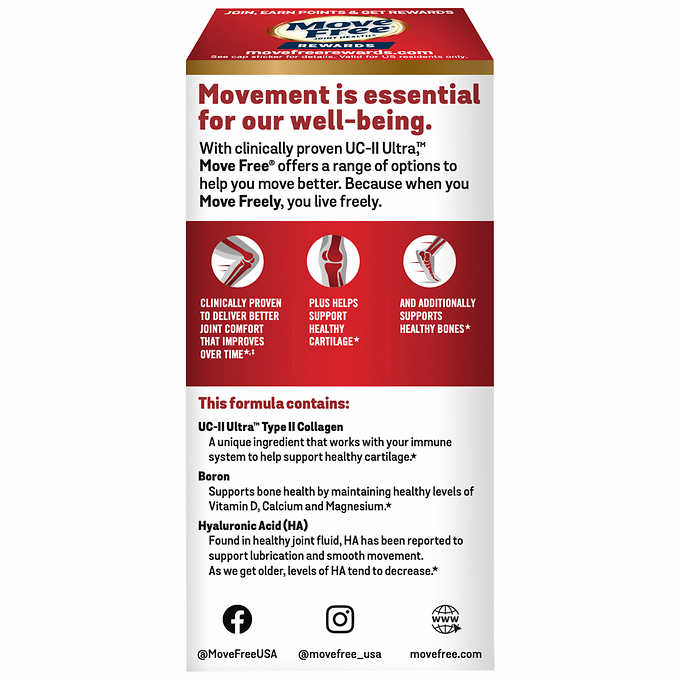 JOIN, EARN POINTS & GET REWARDS
Move
Free®
JOINT HEALTH
REWARDS
movefreerewards.com
See cap sticker for details. Valid for US residents only.
Movement is essential
for our well-being.
With clinically proven UC-II Ultra,™
Move Free® offers a range of options to
help you move better. Because when you
Move Freely, you live freely.
CLINICALLY PROVEN
TO DELIVER BETTER
JOINT COMFORT
THAT IMPROVES
OVER TIME*,‡
PLUS HELPS
SUPPORT
HEALTHY
CARTILAGE*
AND ADDITIONALLY
SUPPORTS
HEALTHY BONES*
This formula contains:
UC-II Ultra™ Type II Collagen
A unique ingredient that works with your immune
system to help support healthy cartilage.*
Boron
Supports bone health by maintaining healthy levels of
Vitamin D, Calcium and Magnesium.*
Hyaluronic Acid (HA)
Found in healthy joint fluid, HA has been reported to
support lubrication and smooth movement.
As we get older, levels of HA tend to decrease.*
WWW
@MoveFreeUSA
@movefree_usa
movefree.com